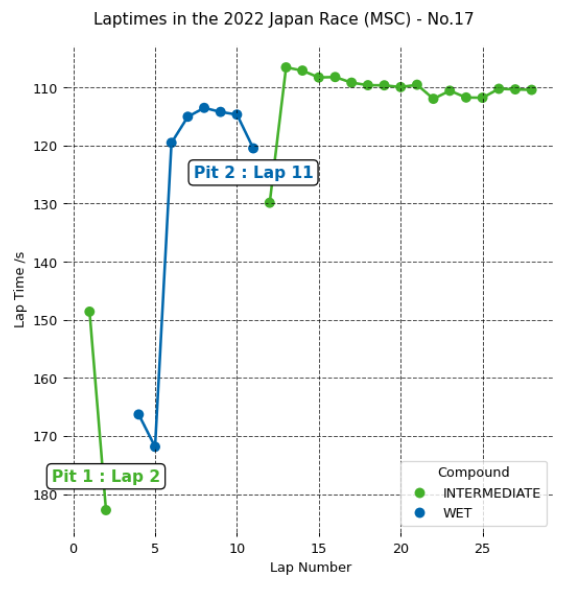 Laptimes in the 2022 Japan Race (MSC) - No.17
110
120
Pit 2 : Lap 11
130
140
Lap Time /s
150
160
170
Pit 1 : Lap 2
180
Compound
INTERMEDIATE
WET
0 5 10 15 20 25
Lap Number